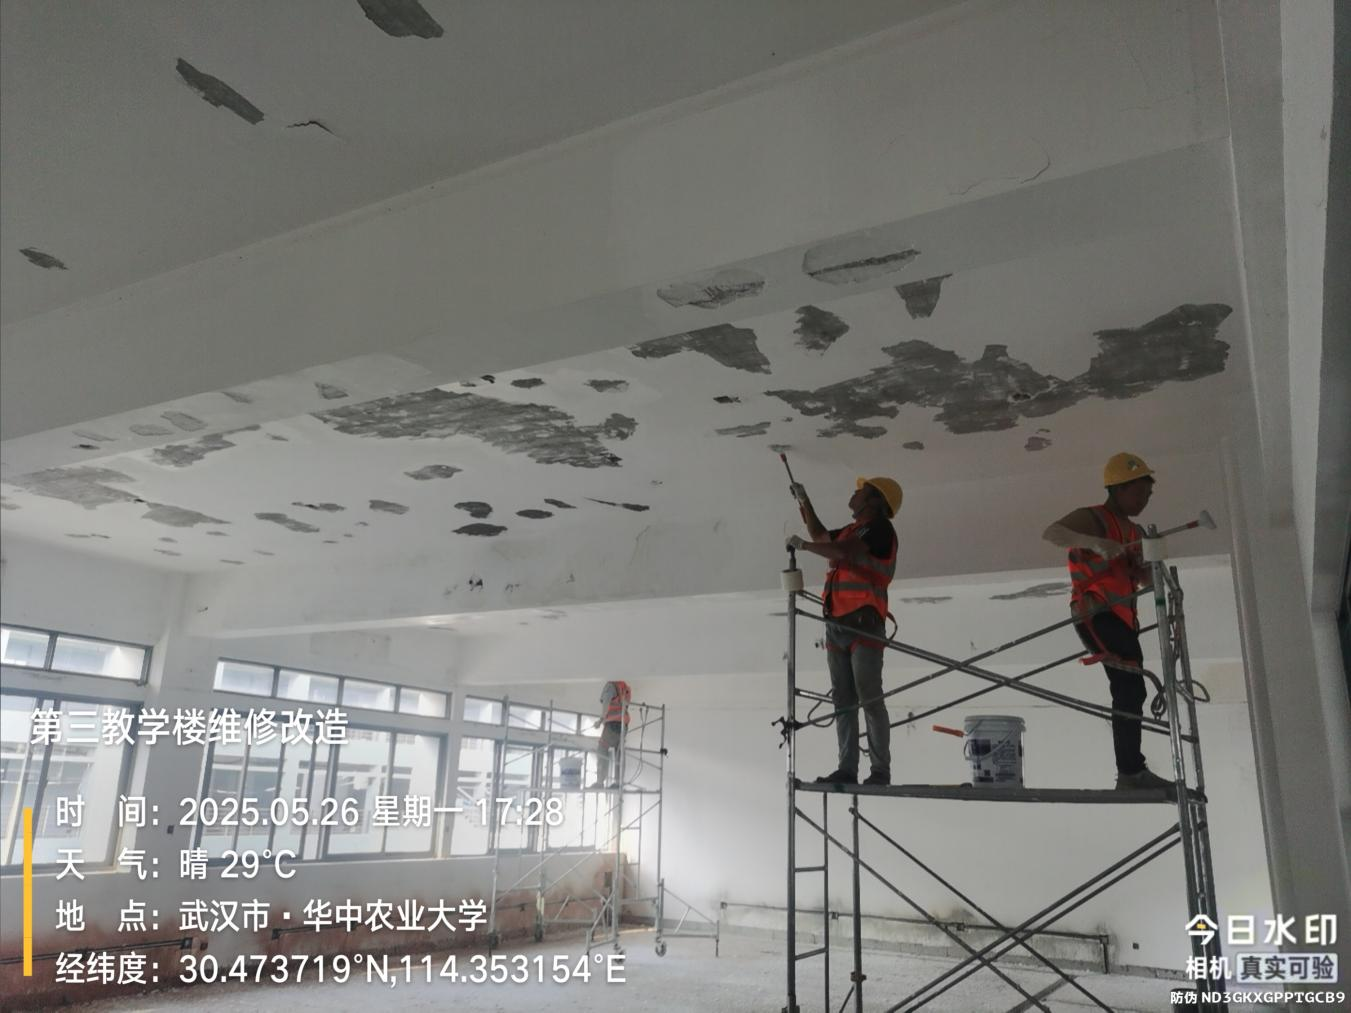 第三教学楼维修改造
时 间：2025.05.26 星期一 17:28
天 气：晴 29°C
地 点：武汉市·华中农业大学
经纬度：30.473719°N,114.353154°E
今日水印
相机 真实可验
防伪 ND3GKXGPPTGCB9